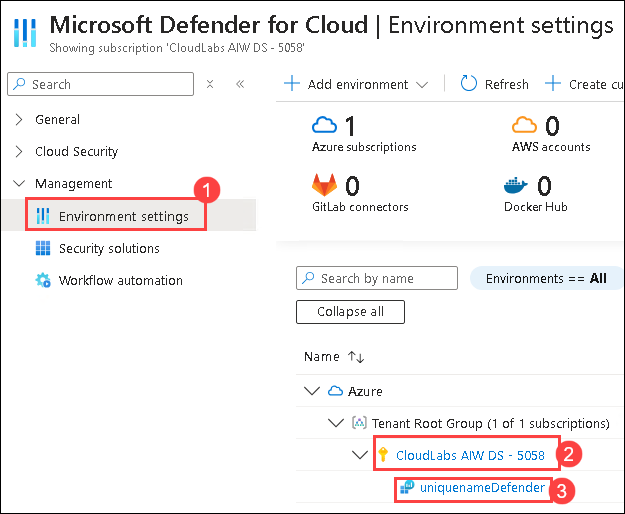 Microsoft Defender for Cloud | Environment settings
Showing subscription 'CloudLabs AIW DS - 5058'
Search
General
Cloud Security
Management
1
Environment settings
Security solutions
Workflow automation
Add environment
Refresh
Create cu
1
Azure subscriptions
0
AWS accounts
0
GitLab connectors
0
Docker Hub
Search by name
Environments == All
Collapse all
Name
Azure
Tenant Root Group (1 of 1 subscriptions)
CloudLabs AIW DS - 5058
2
uniquenameDefender
3